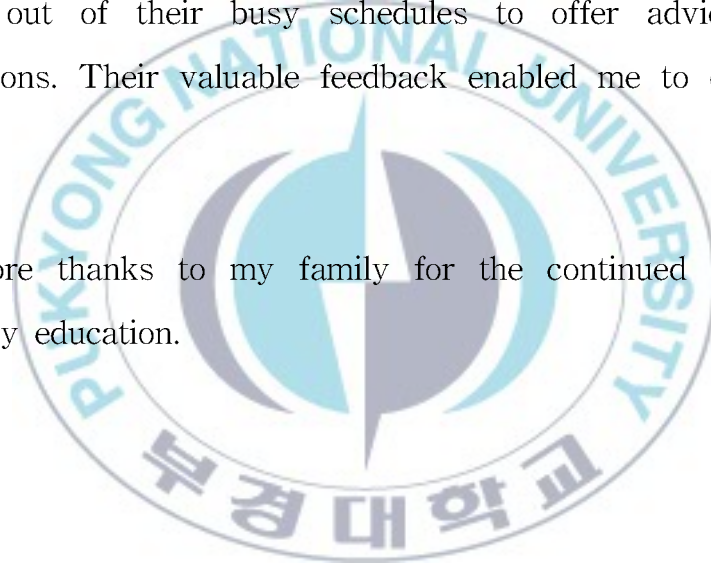 out of their busy schedules to offer advic
ons. Their valuable feedback enabled me to
ore thanks to my family for the continued
y education.
PUKYONG NATIONAL UNIVERSITY
부경대학교